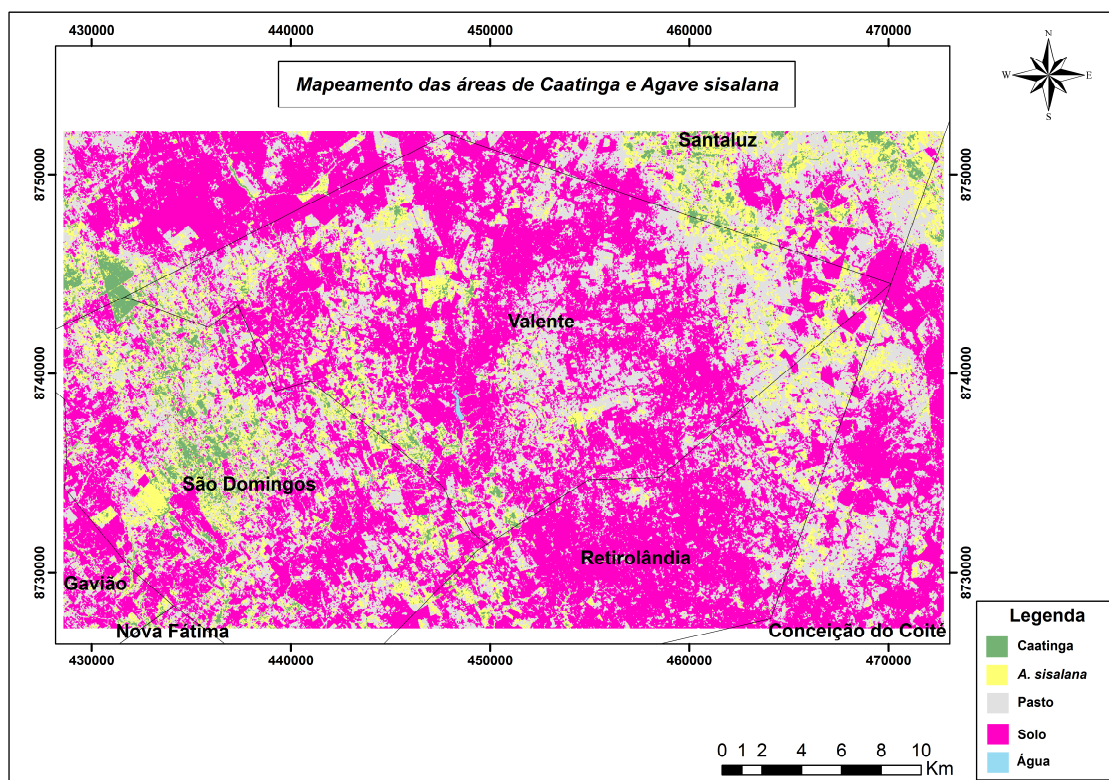 430000 440000 450000 460000 470000
Mapeamento das áreas de Caatinga e Agave sisalana
N
W E
S
Santaluz
8750000 8750000
Valente
8740000 8740000
São Domingos
Retirolândia
8730000 8730000
Gavião
Nova Fátima
Conceição do Coité
430000 440000 450000 460000 470000
Legenda
Caatinga
A. sisalana
Pasto
Solo
Água
0 1 2 4 6 8 10
Km